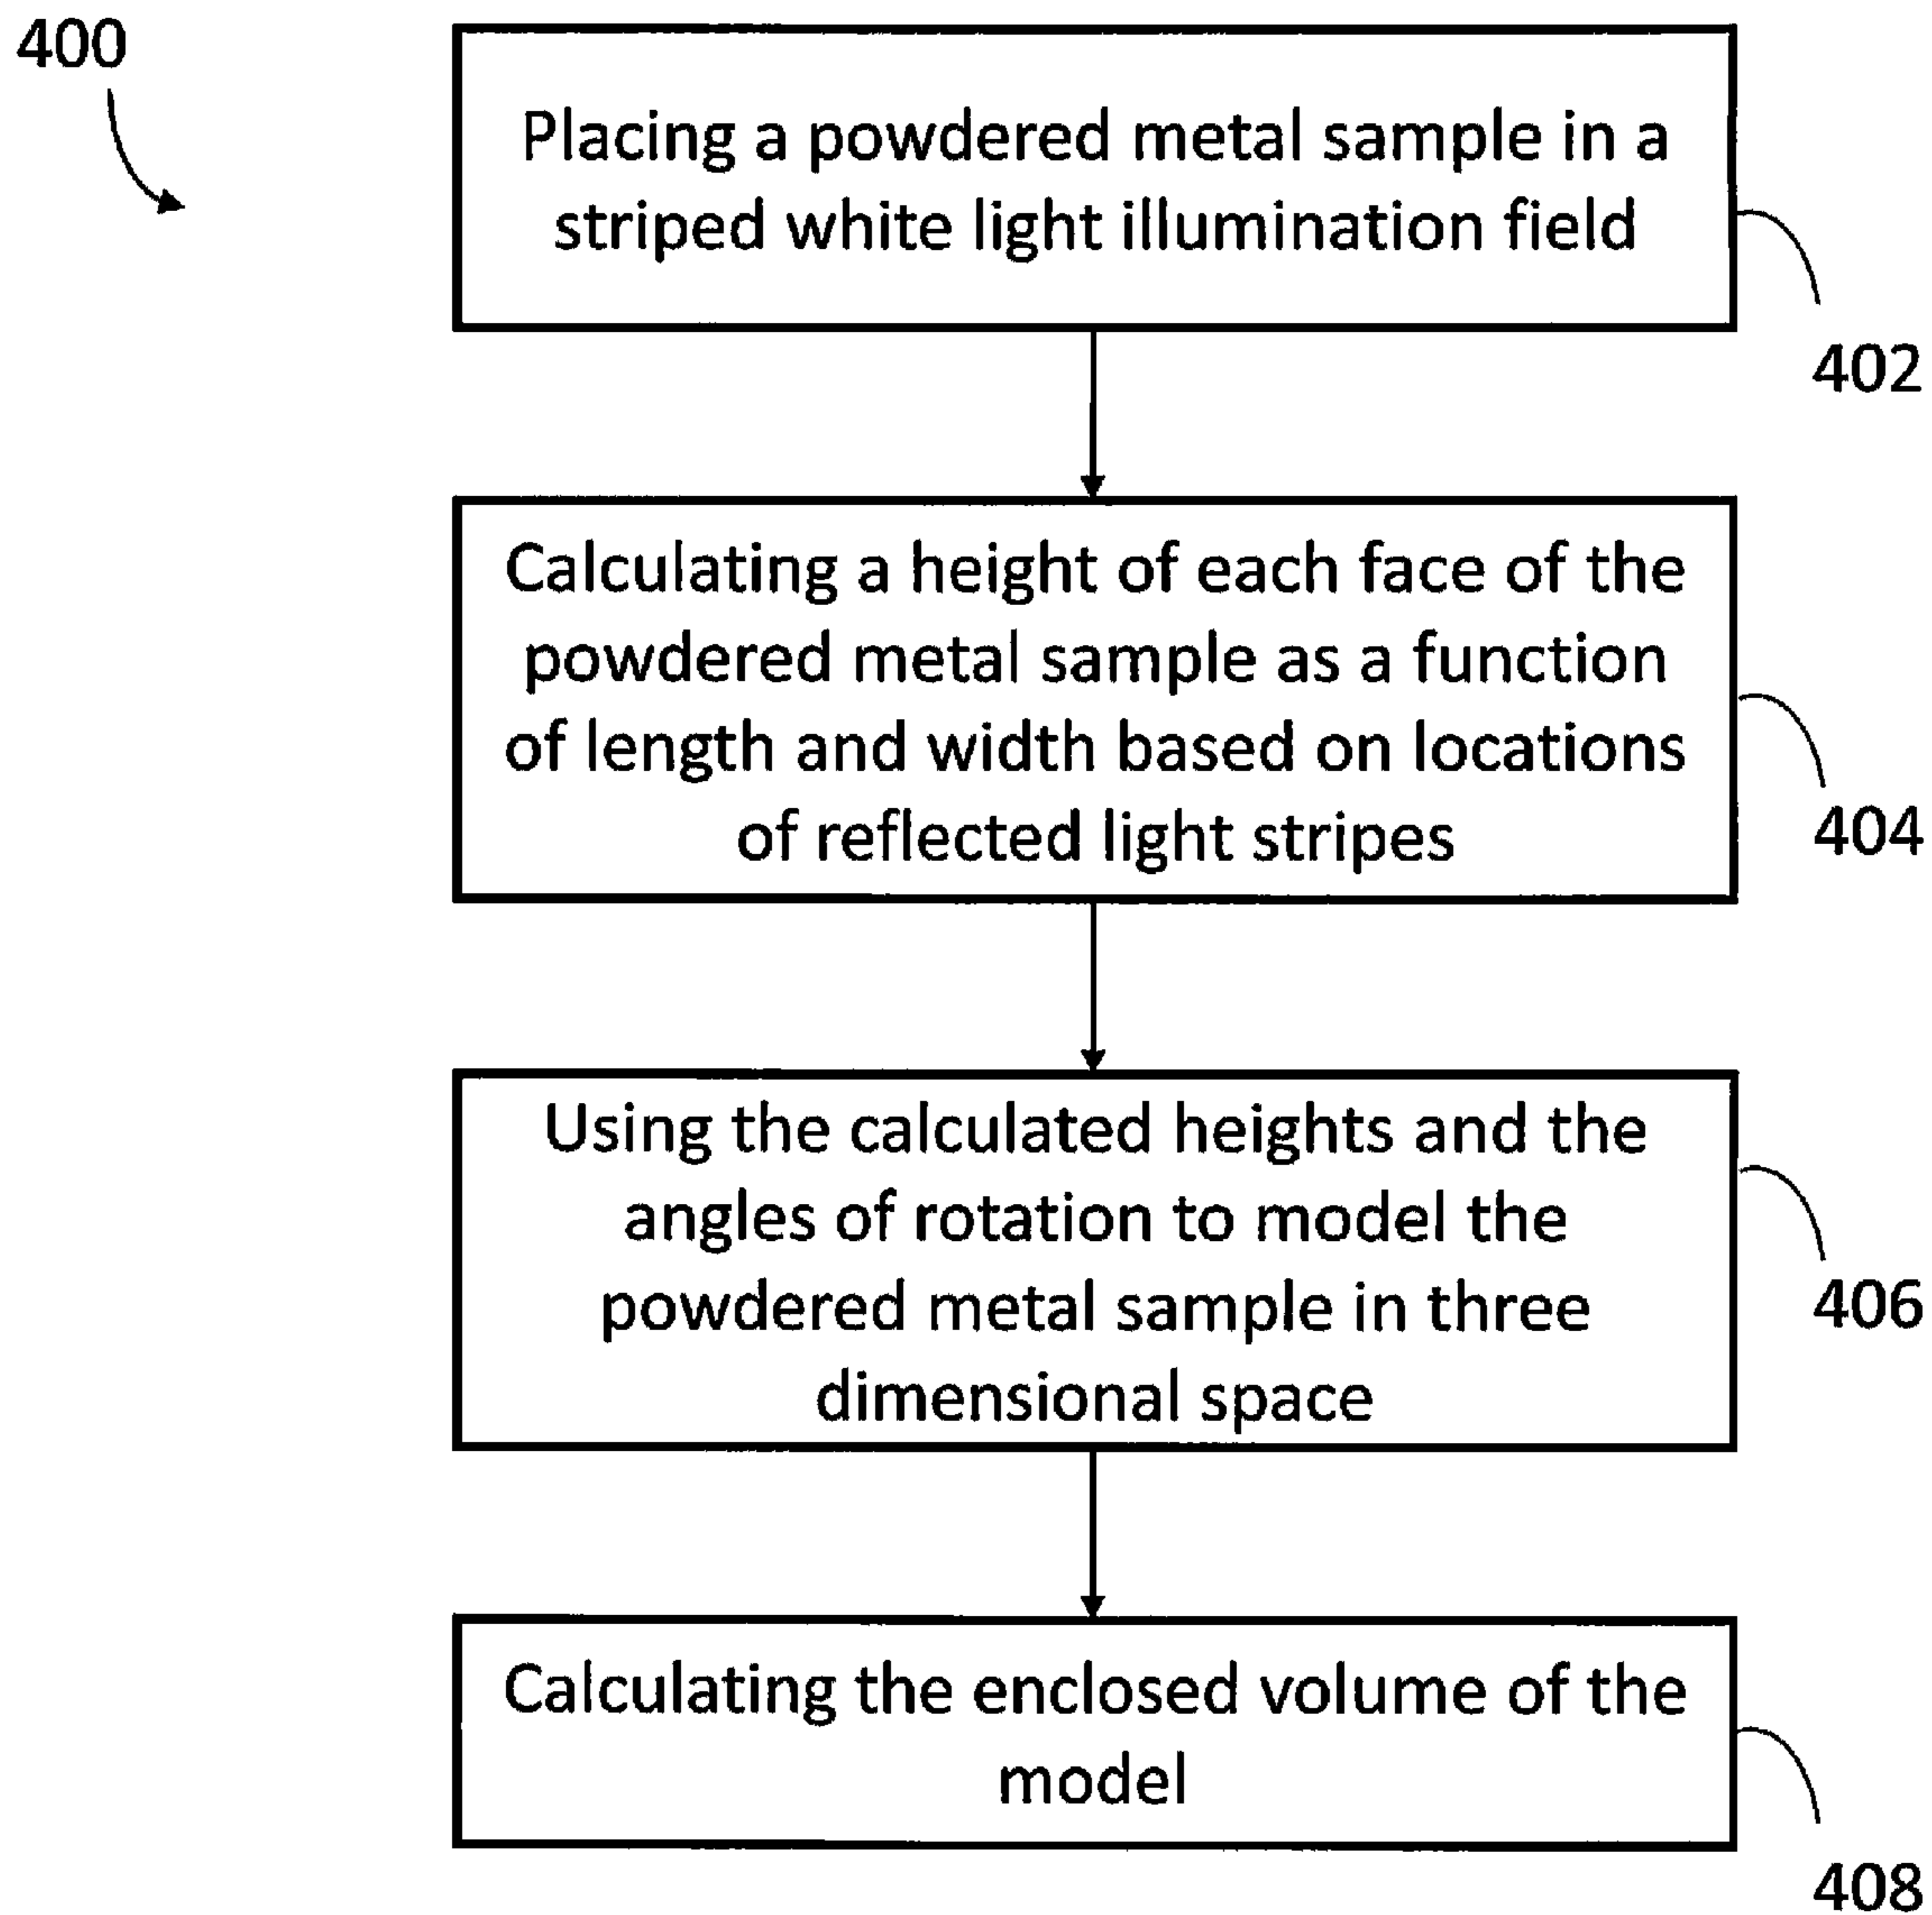 400
Placing a powdered metal sample in a
striped white light illumination field
402
Calculating a height of each face of the
powdered metal sample as a function
of length and width based on locations
of reflected light stripes
404
Using the calculated heights and the
angles of rotation to model the
powdered metal sample in three
dimensional space
406
Calculating the enclosed volume of the
model
408